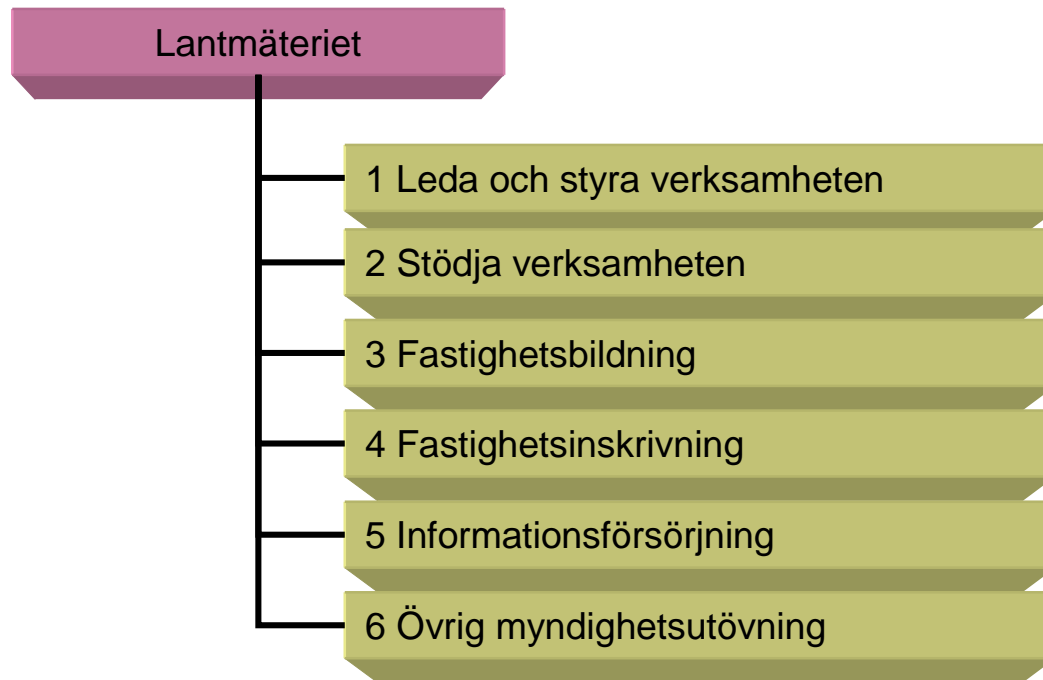 Lantmäteriet
1 Leda och styra verksamheten
2 Stödja verksamheten
3 Fastighetsbildning
4 Fastighetsinskrivning
5 Informationsförsörjning
6 Övrig myndighetsutövning